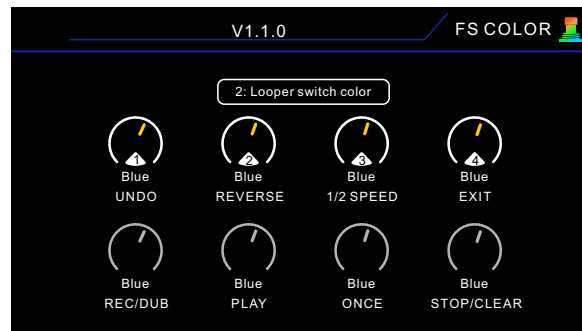 V1.1.0 FS COLOR
2: Looper switch color
1 2 3 4
Blue Blue Blue Blue
UNDO REVERSE 1/2 SPEED EXIT
Blue Blue Blue Blue
REC/DUB PLAY ONCE STOP/CLEAR